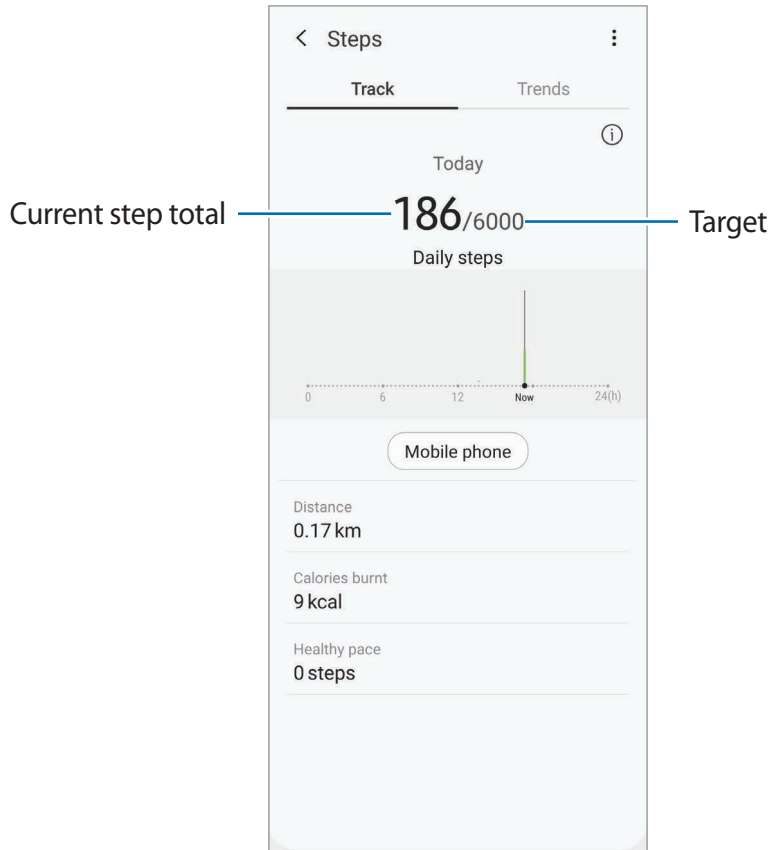 Steps
Track Trends
Today
Current step total 186/6000 Target
Daily steps
0 6 12 Now 24(h)
Mobile phone
Distance
0.17 km
Calories burnt
9 kcal
Healthy pace
0 steps